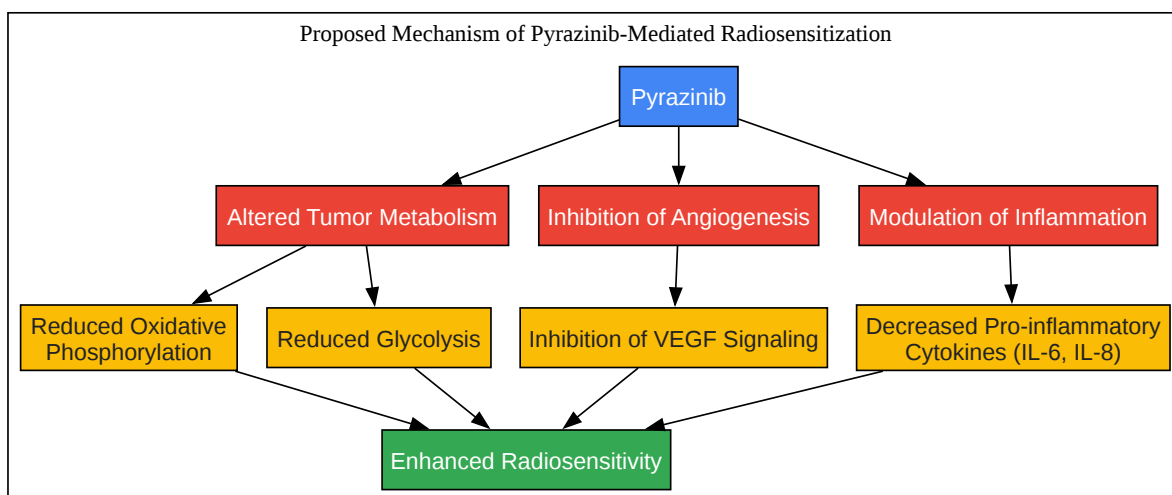 Proposed Mechanism of Pyrazinib-Mediated Radiosensitization
Pyrazinib
Altered Tumor Metabolism
Inhibition of Angiogenesis
Modulation of Inflammation
Reduced Oxidative
Phosphorylation
Reduced Glycolysis
Inhibition of VEGF Signaling
Decreased Pro-inflammatory
Cytokines (IL-6, IL-8)
Enhanced Radiosensitivity